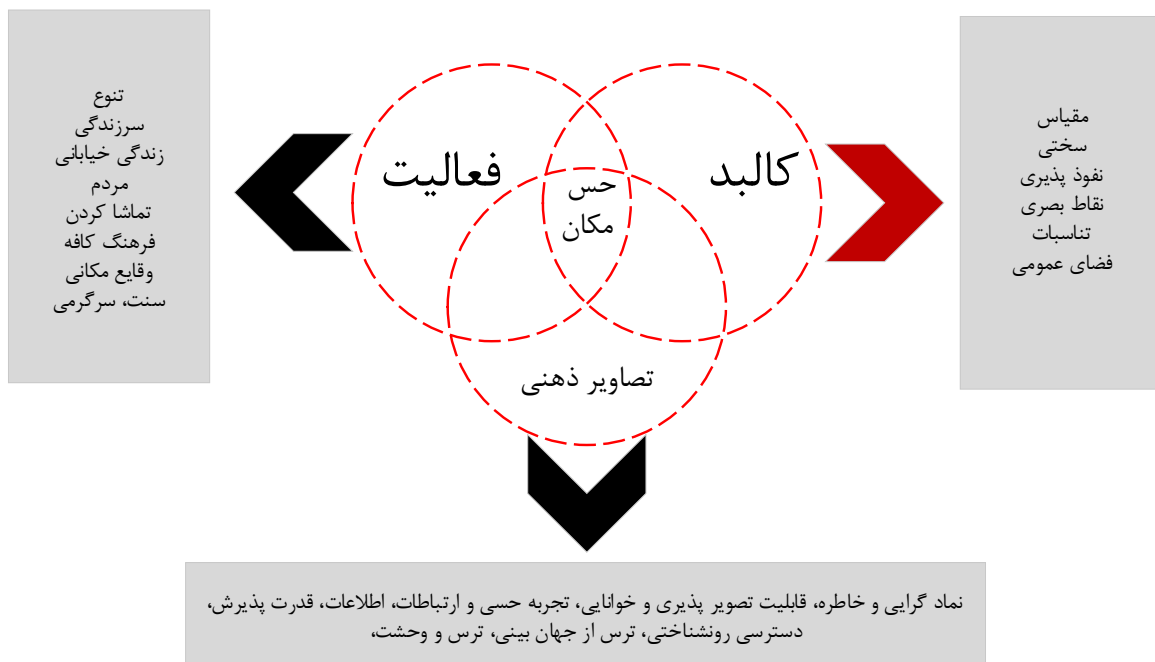 مقیاس
سختی
نفوذ پذیری
نقاط بصری
تناسبات
فضای عمومی
کالبد
حس
مکان
فعالیت
تصاویر ذهنی
تنوع
سرزندگی
زندگی خیابانی
مردم
تماشا کردن
فرهنگ کافه
وقایع مکانی
سنت، سرگرمی
نماد گرایی و خاطره، قابلیت تصویر پذیری و خوانایی، تجربه حسی و ارتباطات، اطلاعات، قدرت پذیرش،
دسترسی رونشناختی، ترس از جهان بینی، ترس و وحشت،